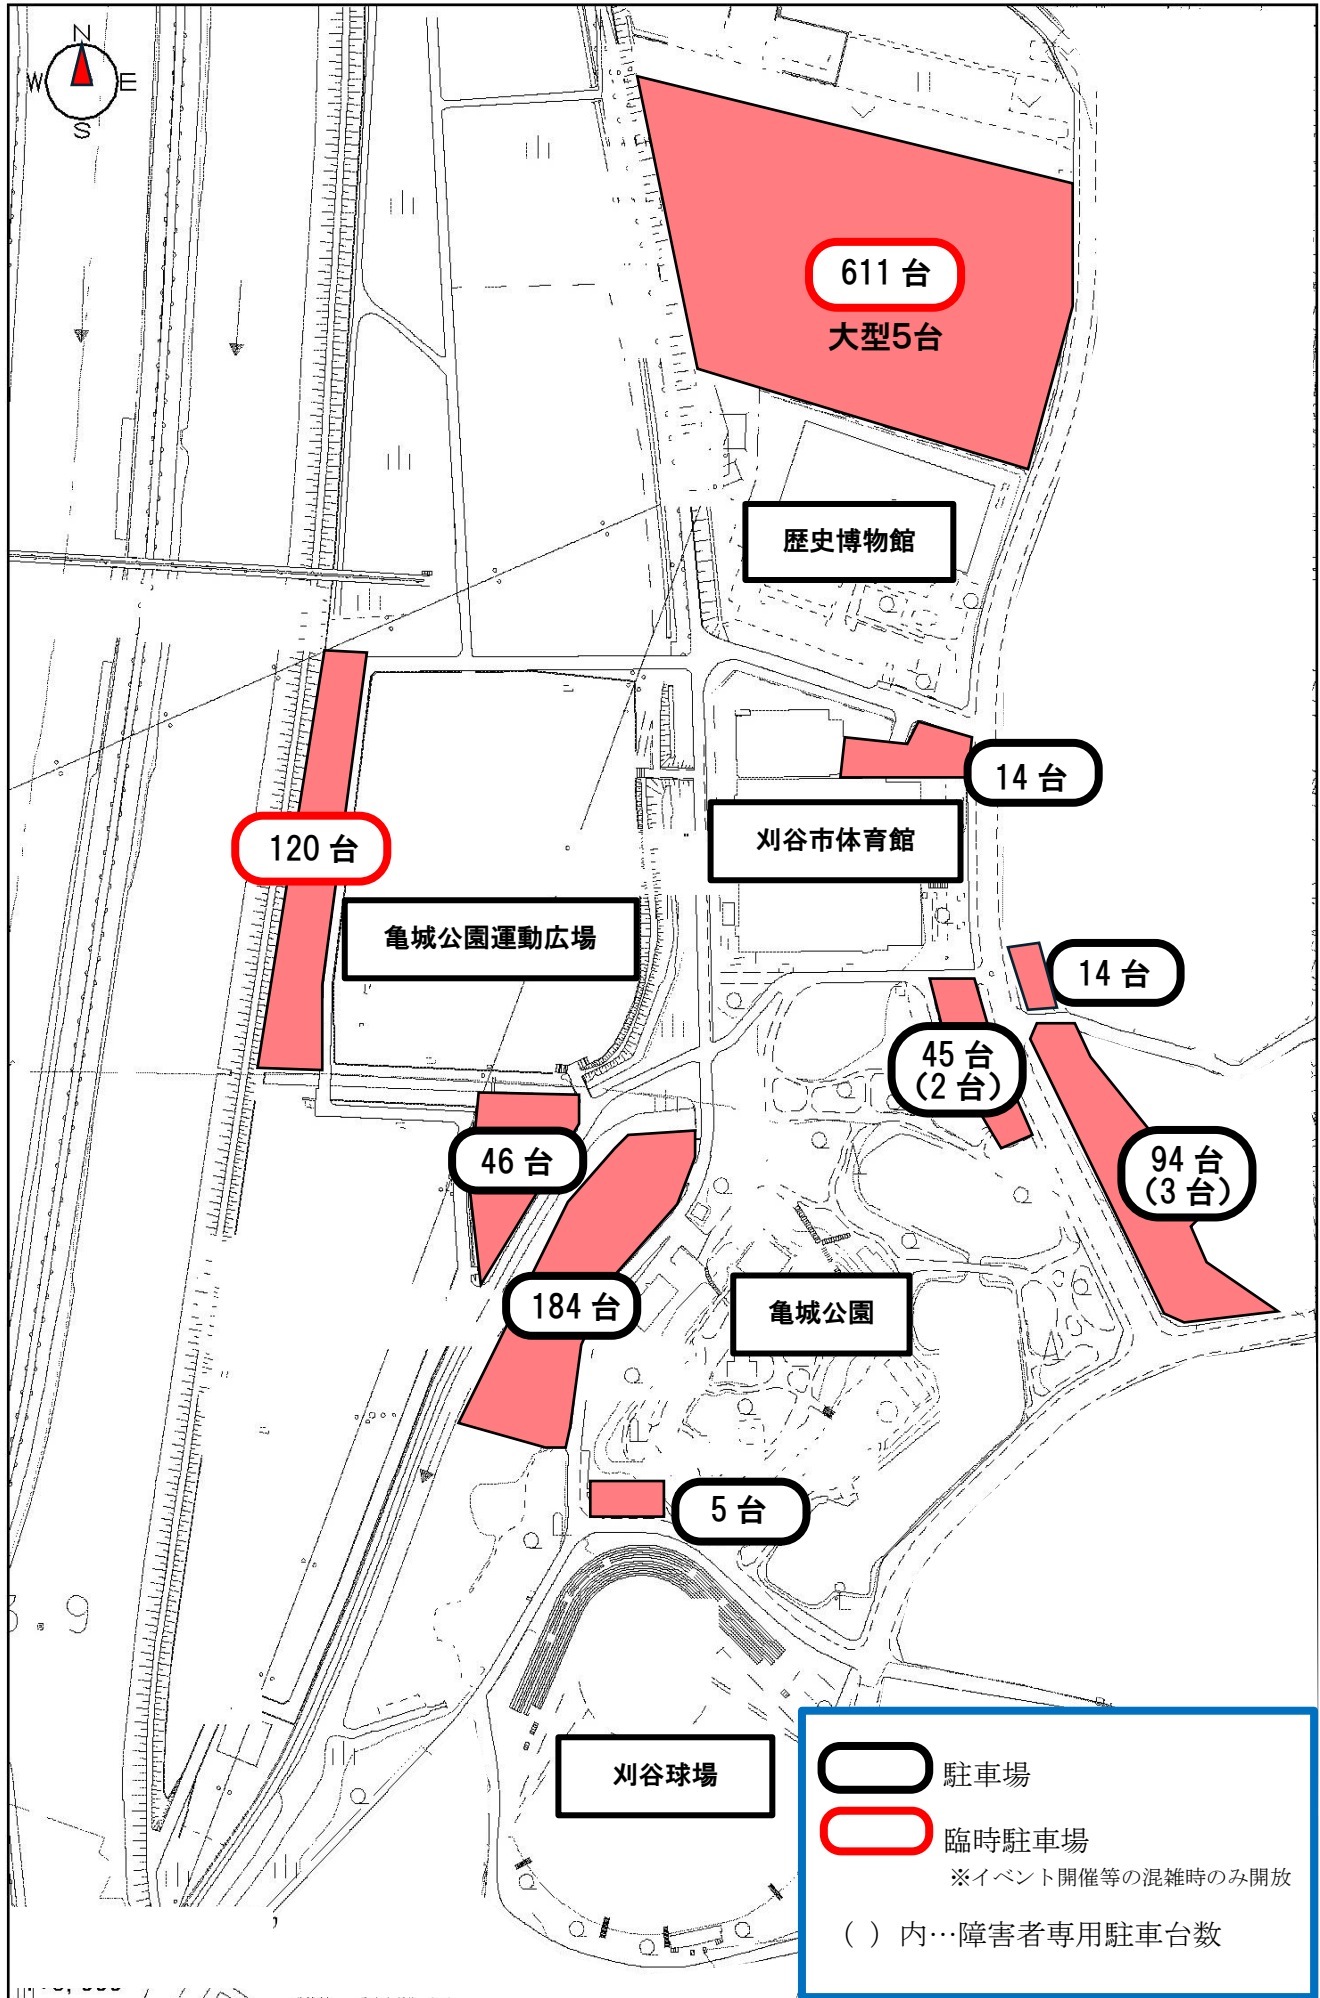 N
W E
S
611 台
大型5台
歴史博物館
14 台
120 台
刈谷市体育館
亀城公園運動広場
14 台
45 台
(2 台)
46 台
94 台
(3 台)
184 台
亀城公園
5 台
刈谷球場
駐車場
臨時駐車場
※イベント開催等の混雑時のみ開放
（ ）内…障害者専用駐車台数